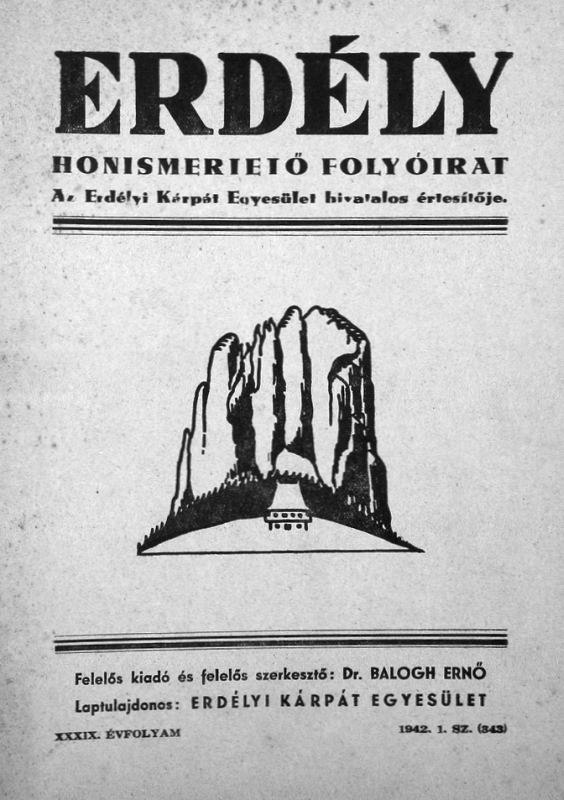 ERDÉLY
HONISMERTETŐ FOLYÓIRAT
Az Erdélyi Kárpát Egyesület hivatalos értesítője.
Felelős kiadó és felelős szerkesztő: Dr. BALOGH ERNŐ
Laptulajdonos: ERDÉLYI KÁRPÁT EGYESÜLET
XXXIX. ÉVFOLYAM
1942. 1. SZ. (343)